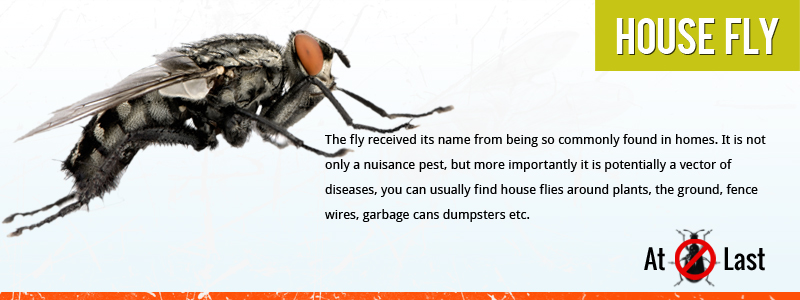 HOUSE FLY
The fly received its name from being so commonly found in homes. It is not
only a nuisance pest, but more importantly it is potentially a vector of
diseases, you can usually find house flies around plants, the ground, fence
wires, garbage cans dumpsters etc.
At Last